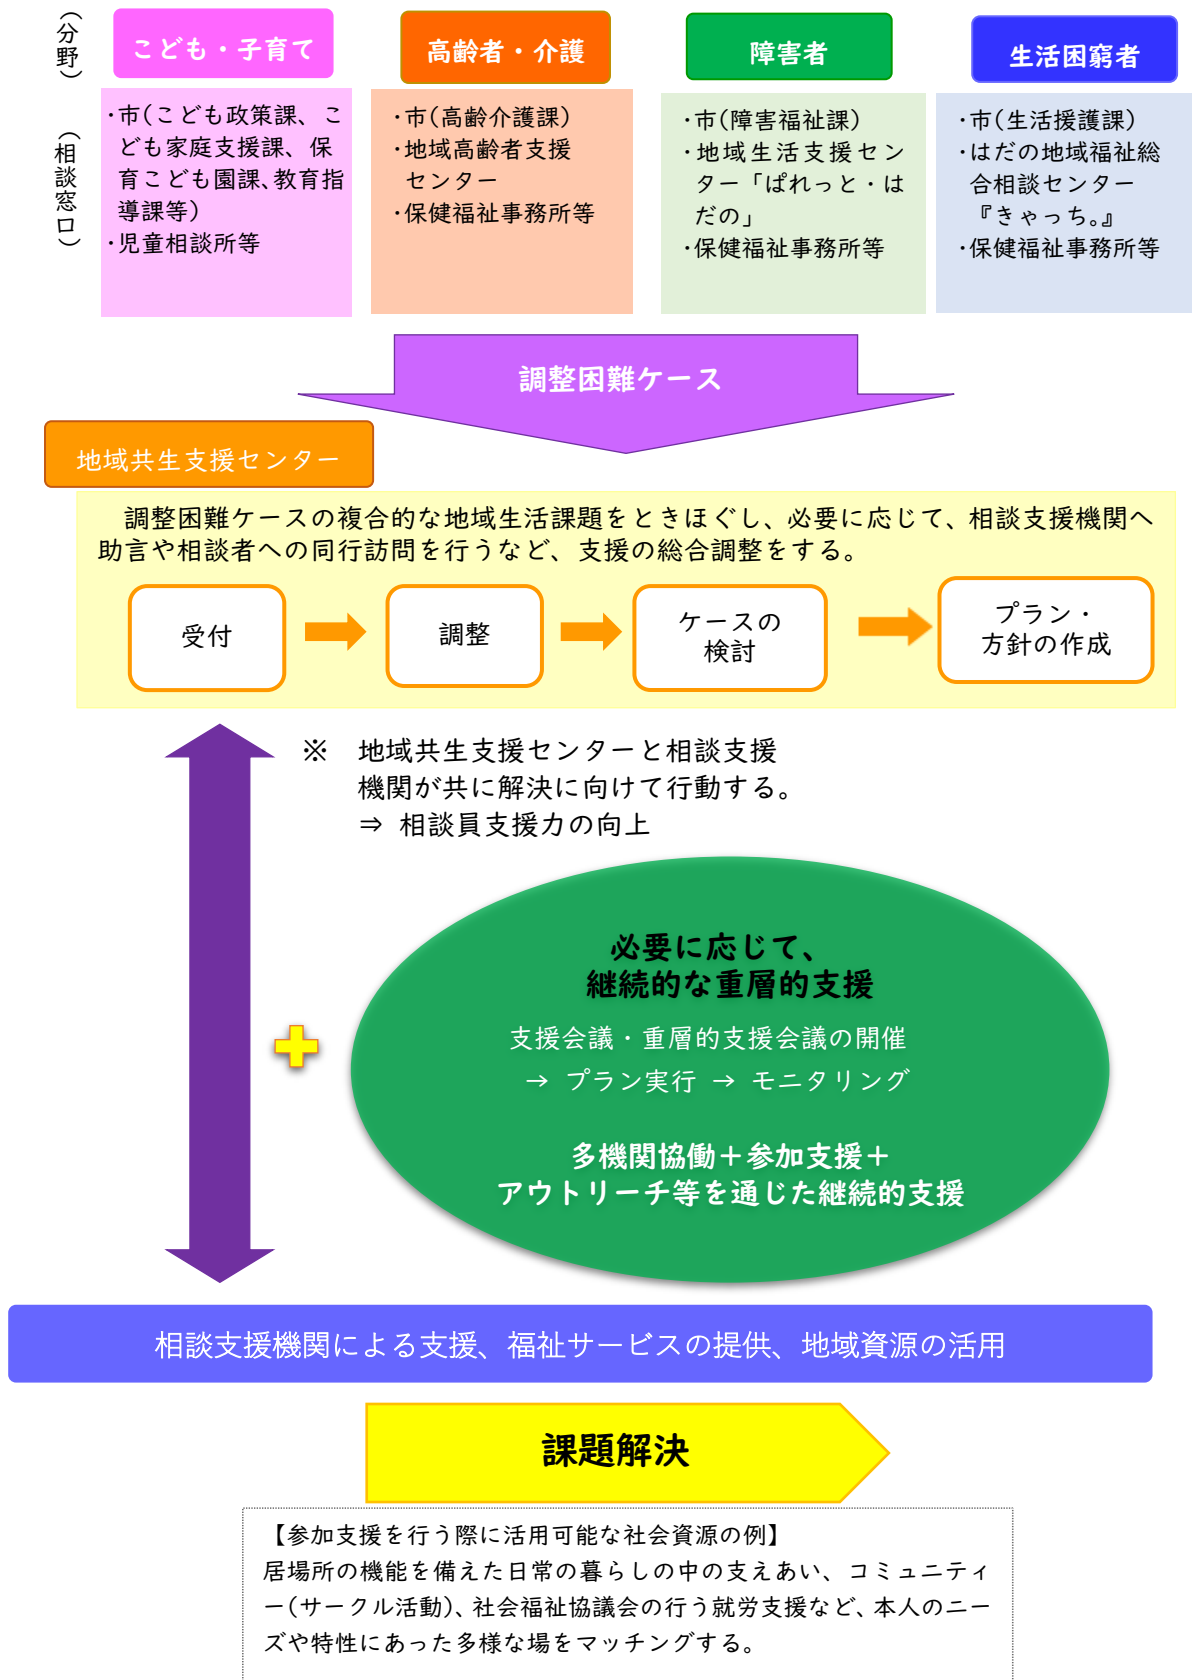 （分野）
こども・子育て
高齢者・介護
障害者
生活困窮者
（相談窓口）
・市(こども政策課、こ
ども家庭支援課、保
育こども園課、教育指
導課等)
・児童相談所等
・市(高齢介護課)
・地域高齢者支援
センター
・保健福祉事務所等
・市(障害福祉課)
・地域生活支援セン
ター「ぱれっと・は
だの」
・保健福祉事務所等
・市(生活援護課)
・はだの地域福祉総
合相談センター
『きゃっち。』
・保健福祉事務所等
調整困難ケース
地域共生支援センター
調整困難ケースの複合的な地域生活課題をときほぐし、必要に応じて、相談支援機関へ
助言や相談者への同行訪問を行うなど、支援の総合調整をする。
受付
調整
ケースの
検討
プラン・
方針の作成
※　地域共生支援センターと相談支援
機関が共に解決に向けて行動する。
⇒ 相談員支援力の向上
必要に応じて、
継続的な重層的支援
支援会議・重層的支援会議の開催
→ プラン実行 → モニタリング
多機関協働＋参加支援＋
アウトリーチ等を通じた継続的支援
相談支援機関による支援、福祉サービスの提供、地域資源の活用
課題解決
【参加支援を行う際に活用可能な社会資源の例】
居場所の機能を備えた日常の暮らしの中の支えあい、コミュニティ
ー(サークル活動)、社会福祉協議会の行う就労支援など、本人のニー
ズや特性にあった多様な場をマッチングする。